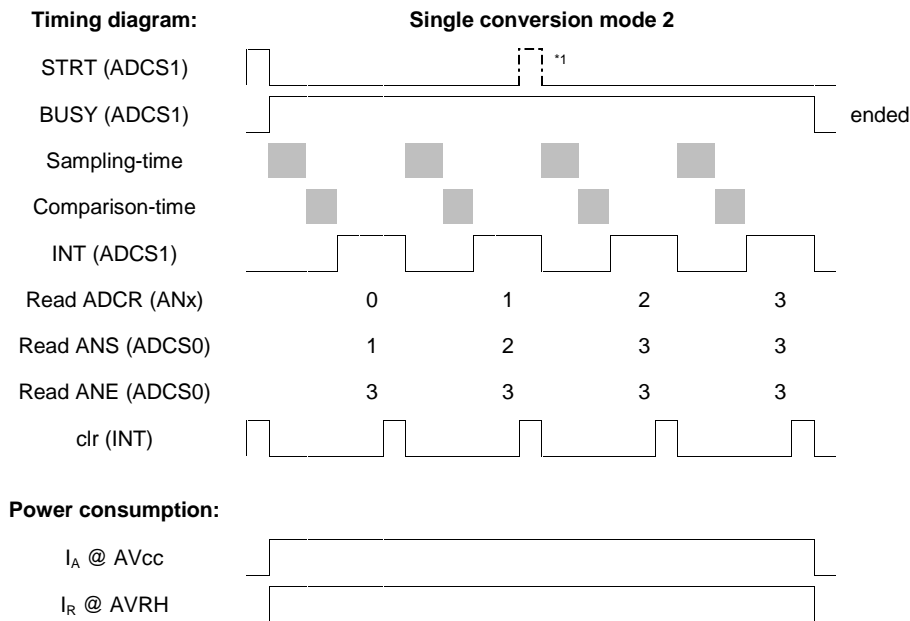 Timing diagram: Single conversion mode 2
STRT (ADCS1) *1
BUSY (ADCS1) ended
Sampling-time
Comparison-time
INT (ADCS1)
Read ADCR (ANx) 0 1 2 3
Read ANS (ADCS0) 1 2 3 3
Read ANE (ADCS0) 3 3 3 3
clr (INT)
Power consumption:
IA @ AVcc
IR @ AVRH